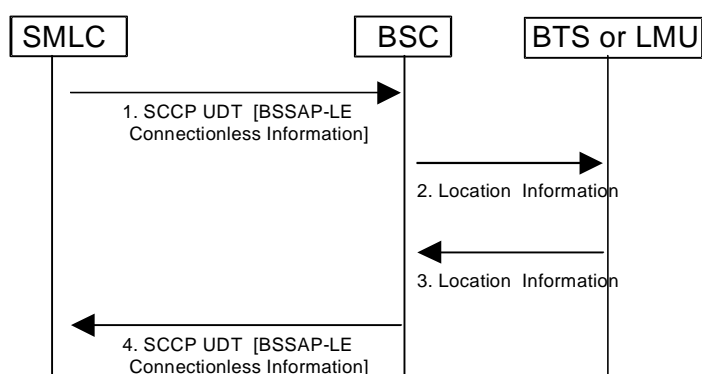 SMLC
BSC
BTS or LMU
1. SCCP UDT [BSSAP-LE
Connectionless Information]
2. Location Information
3. Location Information
4. SCCP UDT [BSSAP-LE
Connectionless Information]